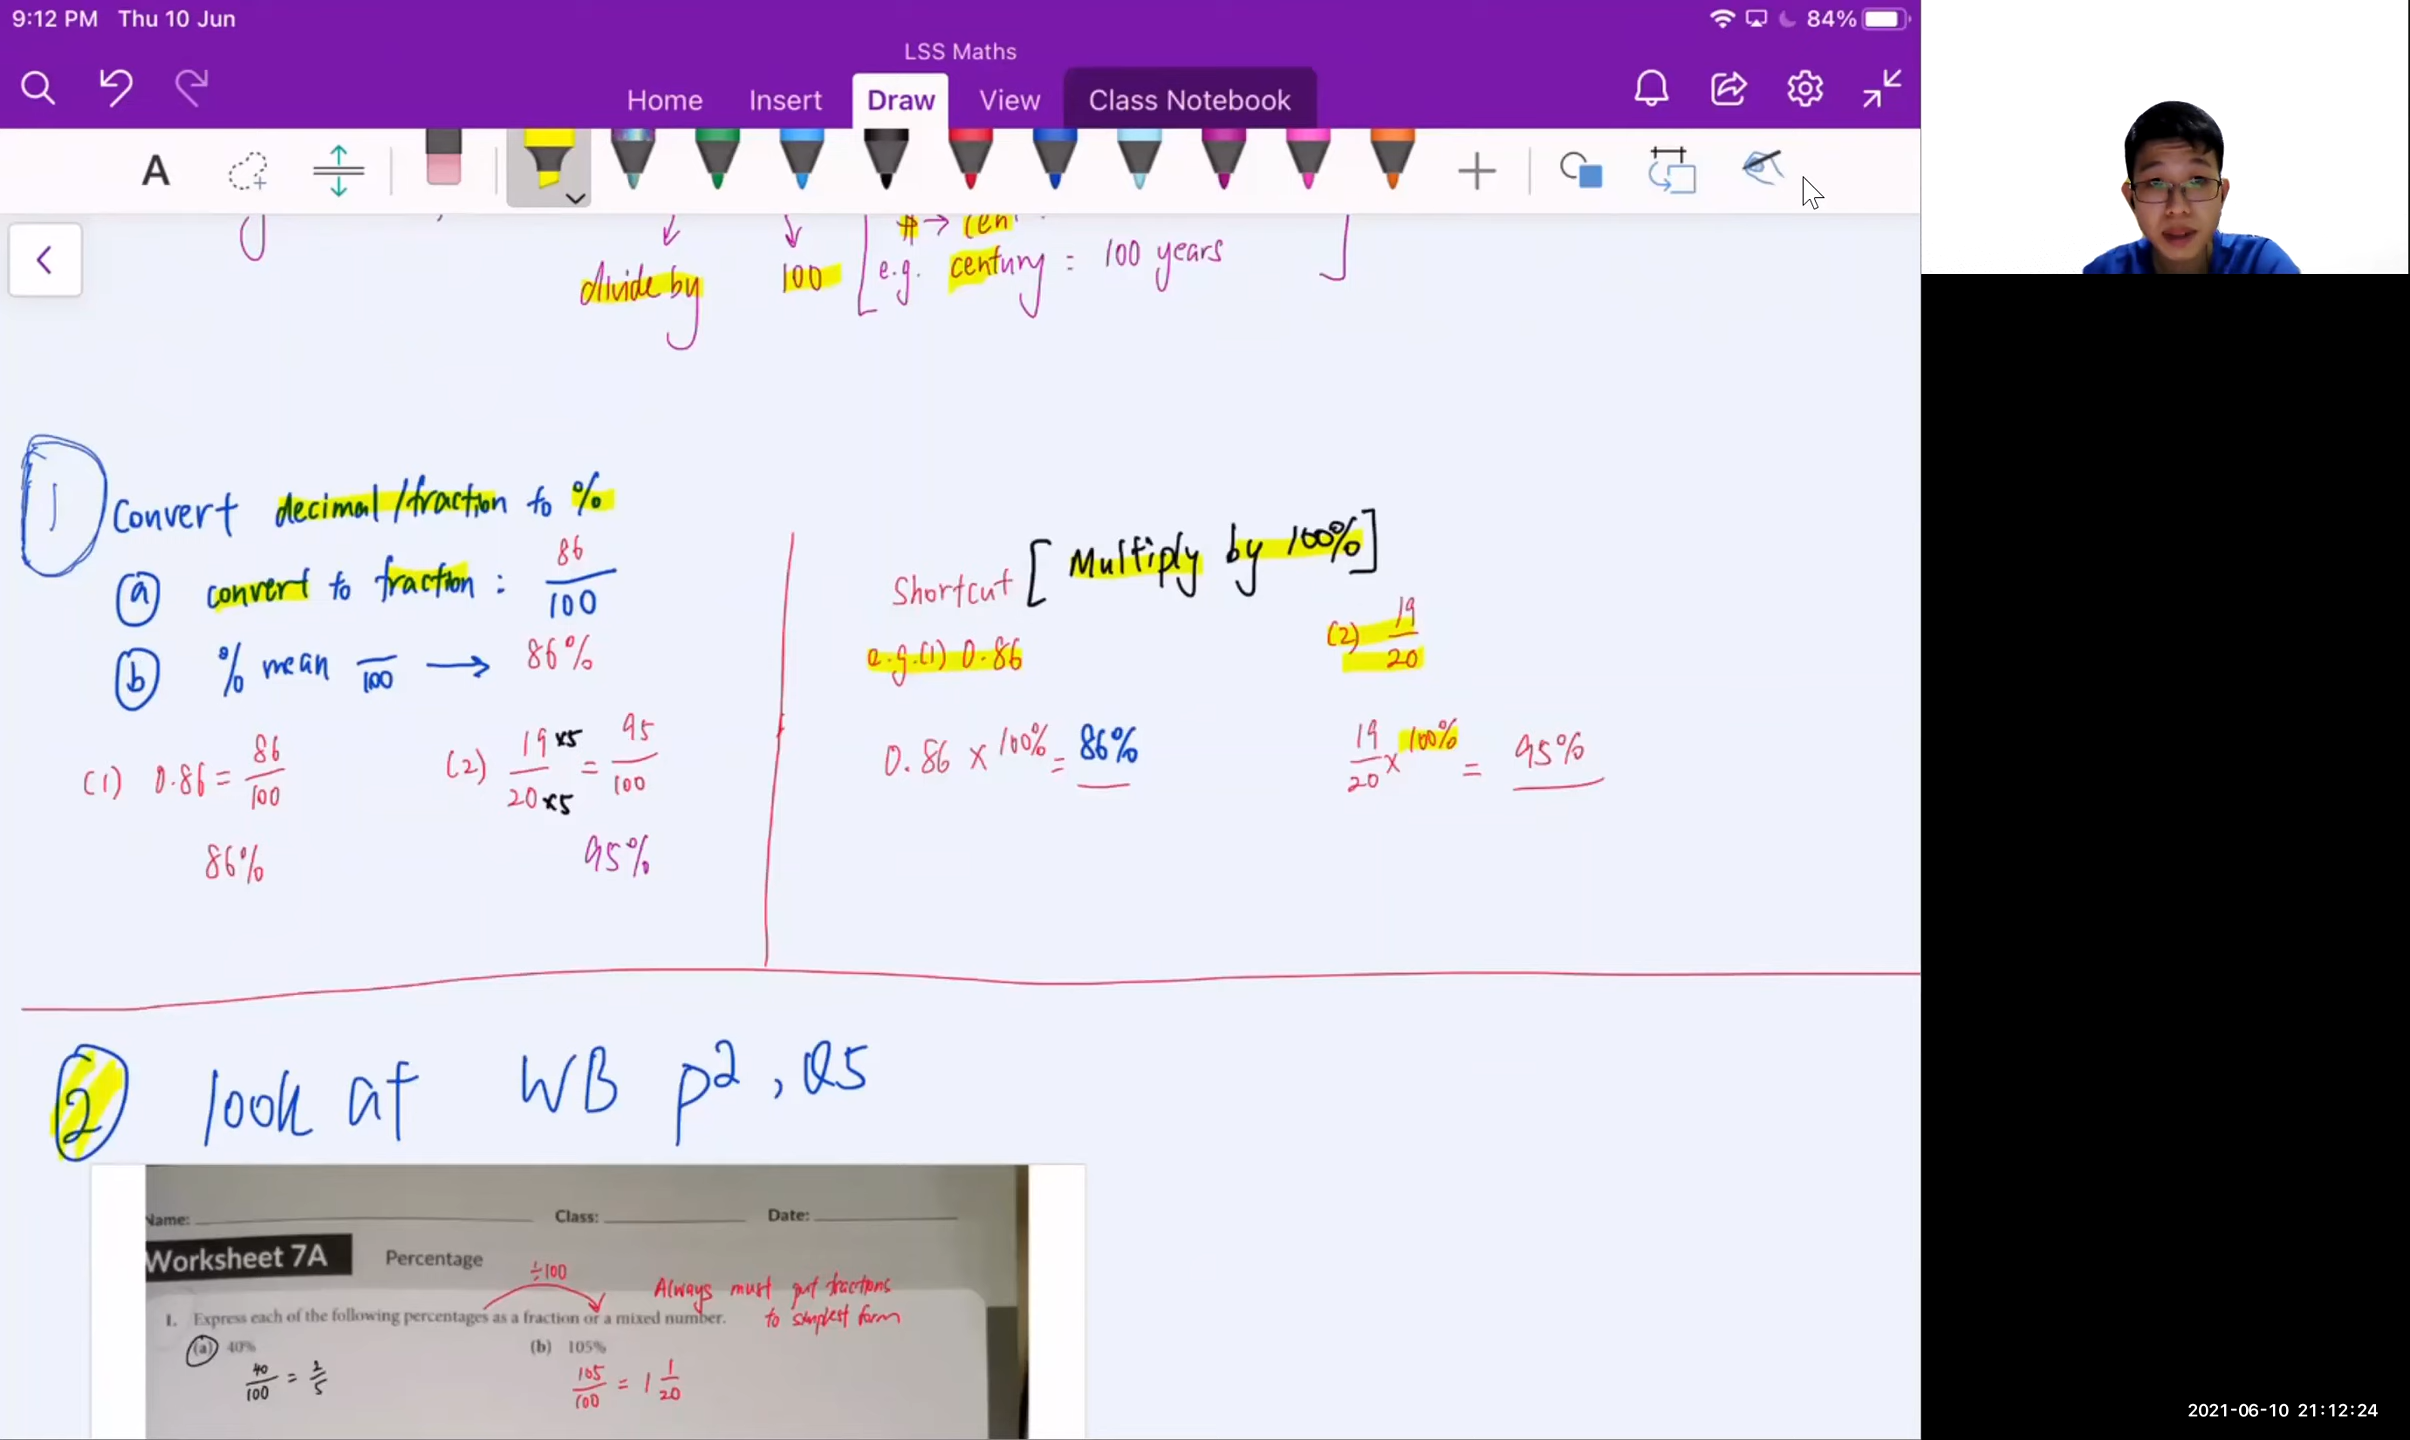 9:12 PM Thu 10 Jun
84%
LSS Maths
Home Insert Draw View Class Notebook
A
# → cen
divide by 100 [ e.g. century = 100 years ]
1 Convert decimal/fraction to %
(a) convert to fraction : 86/100
(b) % mean /100 → 86%
(1) 0.86 = 86/100
86%
(2) 19×5/20×5 = 95/100
95%
Shortcut [ Multiply by 100% ]
e.g.(1) 0.86
0.86 × 100% = 86%
(2) 19/20
19/20 × 100% = 95%
2 look at WB p2, Q5
Name: Class: Date:
Worksheet 7A Percentage
÷100
Always must put fractions
to simplest form
1. Express each of the following percentages as a fraction or a mixed number.
(a) 40% (b) 105%
40/100 = 2/5
105/100 = 1 1/20
2021-06-10 21:12:24